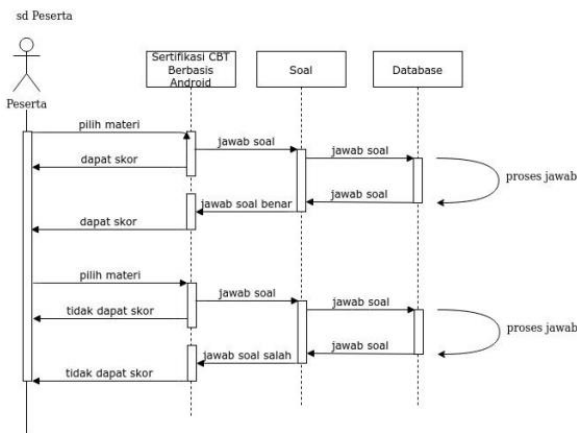 sd Peserta
Sertifikasi CBT
Berbasis
Android
Soal
Database
Peserta
pilih materi
jawab soal
jawab soal
dapat skor
proses jawab
jawab soal
jawab soal benar
dapat skor
pilih materi
jawab soal
jawab soal
tidak dapat skor
proses jawab
jawab soal
jawab soal salah
tidak dapat skor